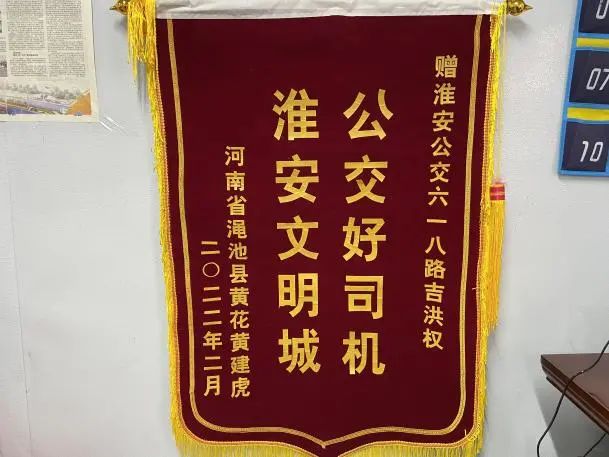 赠淮安公交六一八路吉洪权
公交好司机
淮安文明城
河南省渑池县黄花黄建虎
二〇二二年二月
07
10